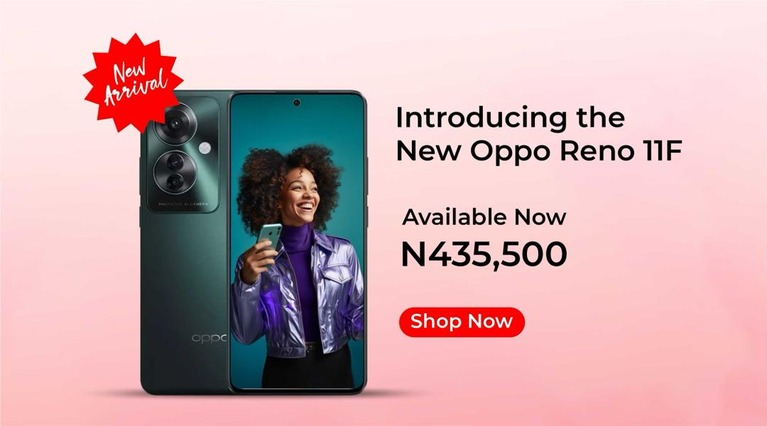 New
Arrival
Introducing the
New Oppo Reno 11F
Available Now
N435,500
Shop Now
oppo